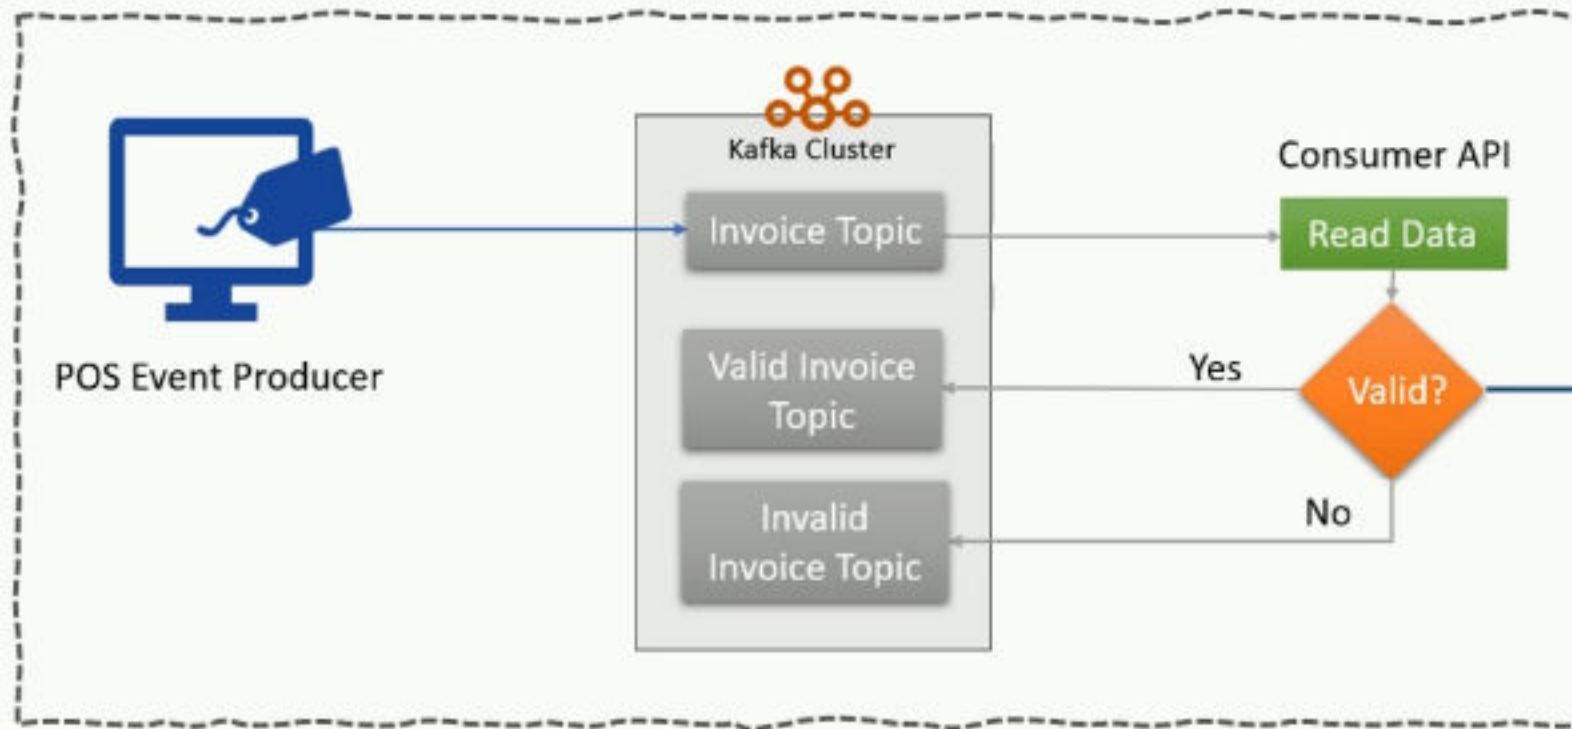 Kafka Cluster
Consumer API
Invoice Topic
Read Data
Valid Invoice
Topic
Yes
Valid?
POS Event Producer
Invalid
Invoice Topic
No